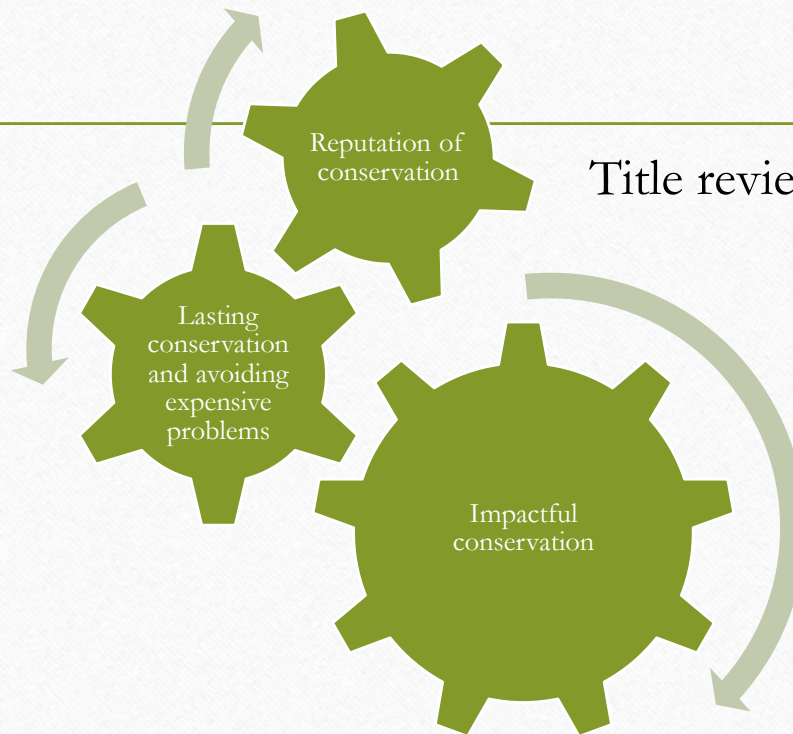 Reputation of
conservation
Title revie
Lasting
conservation
and avoiding
expensive
problems
Impactful
conservation